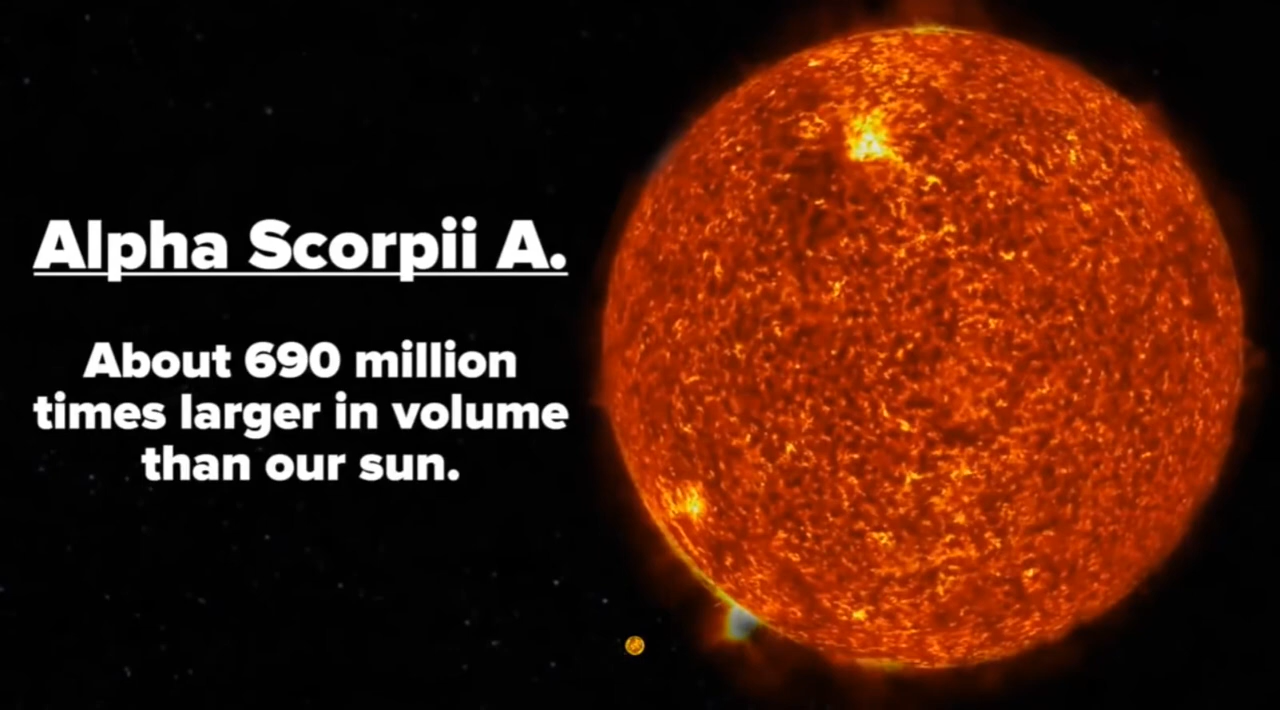 Alpha Scorpii A.
About 690 million
times larger in volume
than our sun.